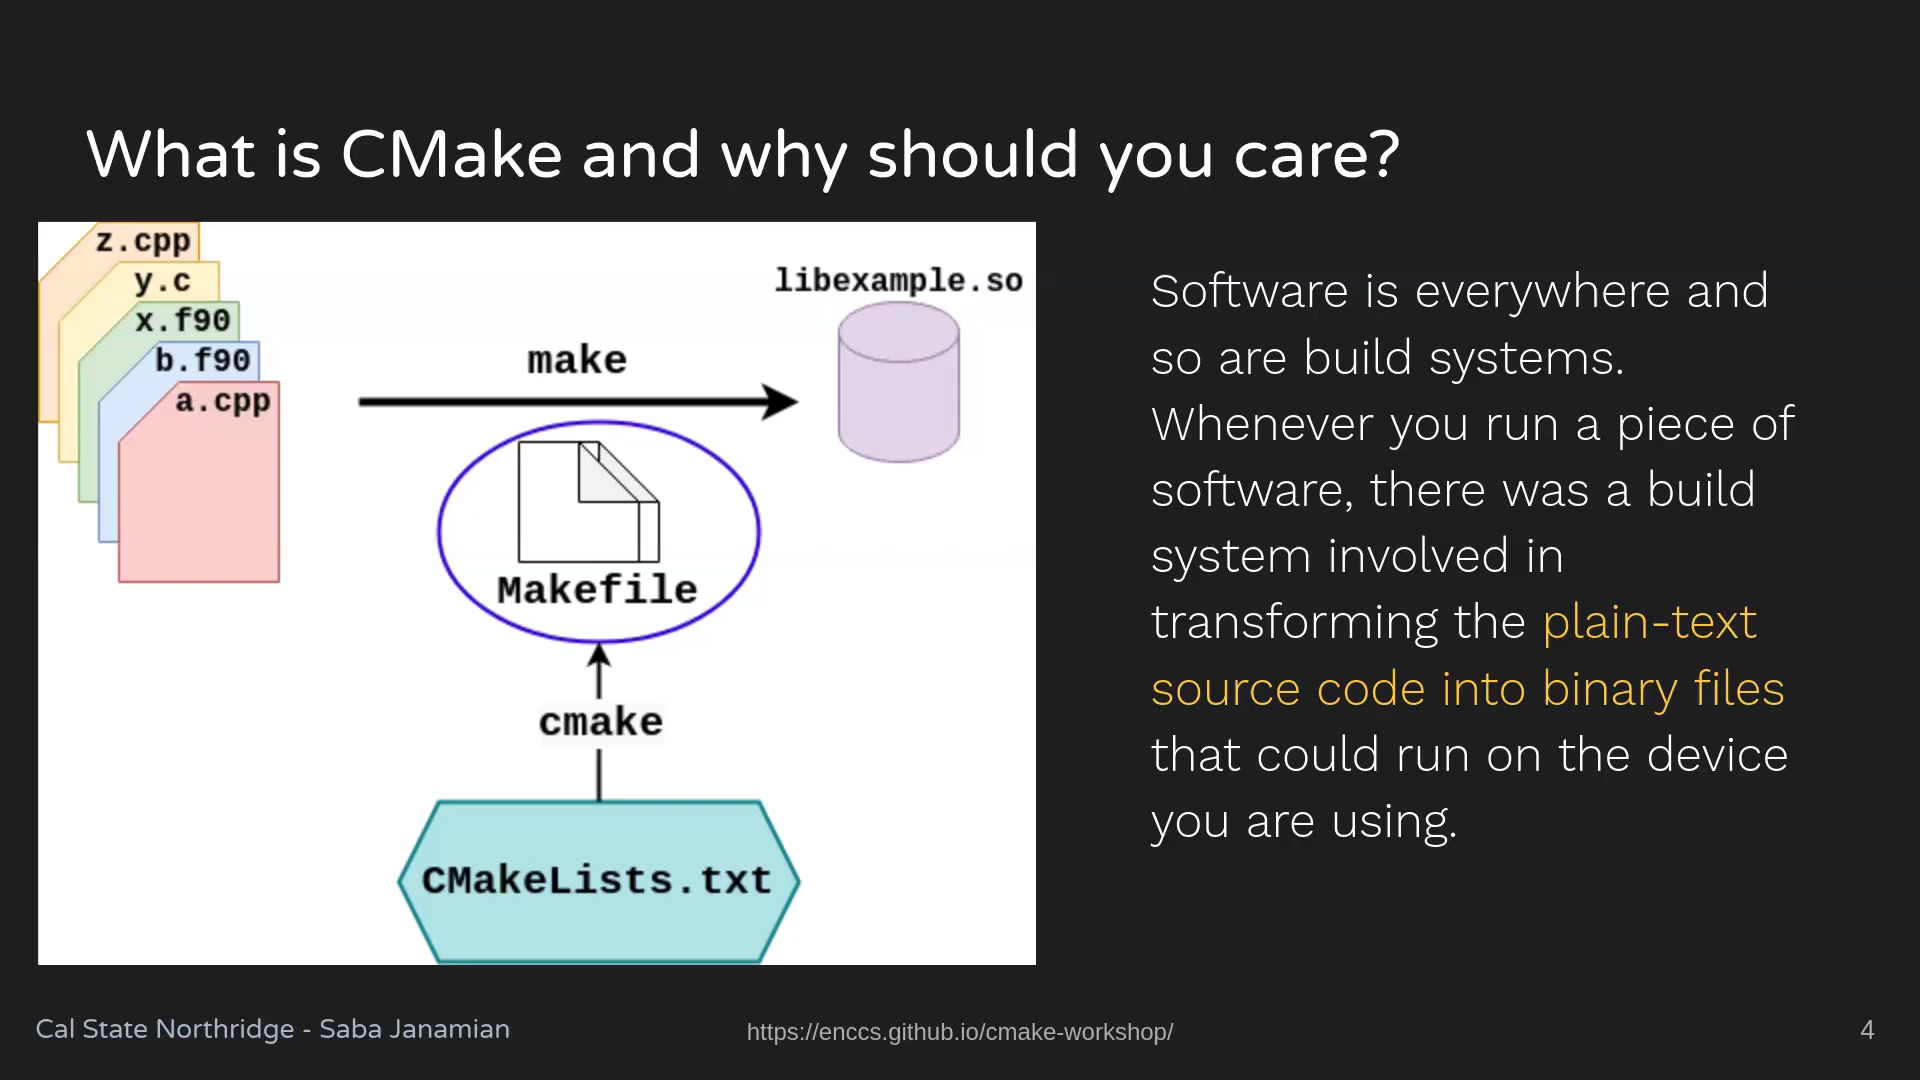 What is CMake and why should you care?
z.cpp
y.c
x.f90
b.f90
a.cpp
make
libexample.so
Makefile
cmake
CMakeLists.txt
Software is everywhere and
so are build systems.
Whenever you run a piece of
software, there was a build
system involved in
transforming the plain-text
source code into binary files
that could run on the device
you are using.
Cal State Northridge - Saba Janamian
https://enccs.github.io/cmake-workshop/
4